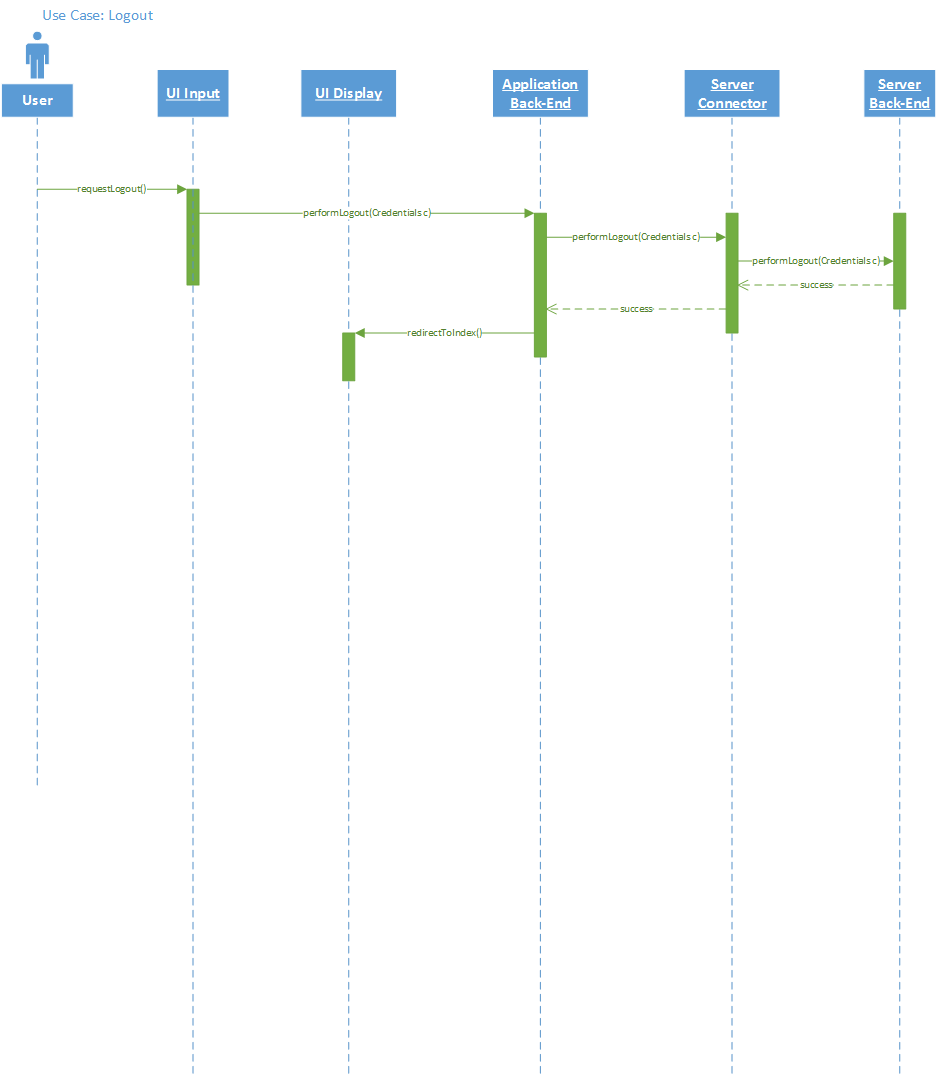 Use Case: Logout
User
UI Input
UI Display
Application
Back-End
Server
Connector
Server
Back-End
requestLogout()
performLogout(Credentials c)
performLogout(Credentials c)
performLogout(Credentials c)
success
success
redirectToIndex()